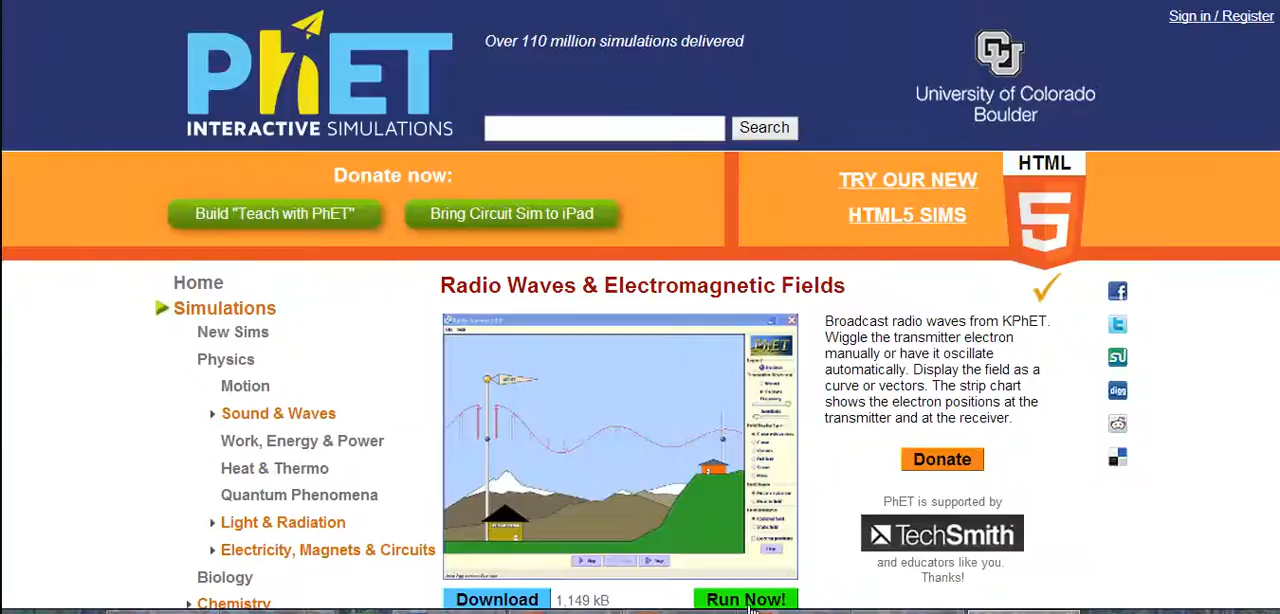 Sign in / Register
PhET
INTERACTIVE SIMULATIONS
Over 110 million simulations delivered
Search
University of Colorado
Boulder
Donate now:
Build "Teach with PhET"
Bring Circuit Sim to iPad
TRY OUR NEW
HTML5 SIMS
HTML
5
Home
Simulations
New Sims
Physics
Motion
Sound & Waves
Work, Energy & Power
Heat & Thermo
Quantum Phenomena
Light & Radiation
Electricity, Magnets & Circuits
Biology
Chemistry
Radio Waves & Electromagnetic Fields
PhET
Download
1,149 kB
Run Now!
Broadcast radio waves from KPhET.
Wiggle the transmitter electron
manually or have it oscillate
automatically. Display the field as a
curve or vectors. The strip chart
shows the electron positions at the
transmitter and at the receiver.
Donate
PhET is supported by
TechSmith
and educators like you.
Thanks!
digg